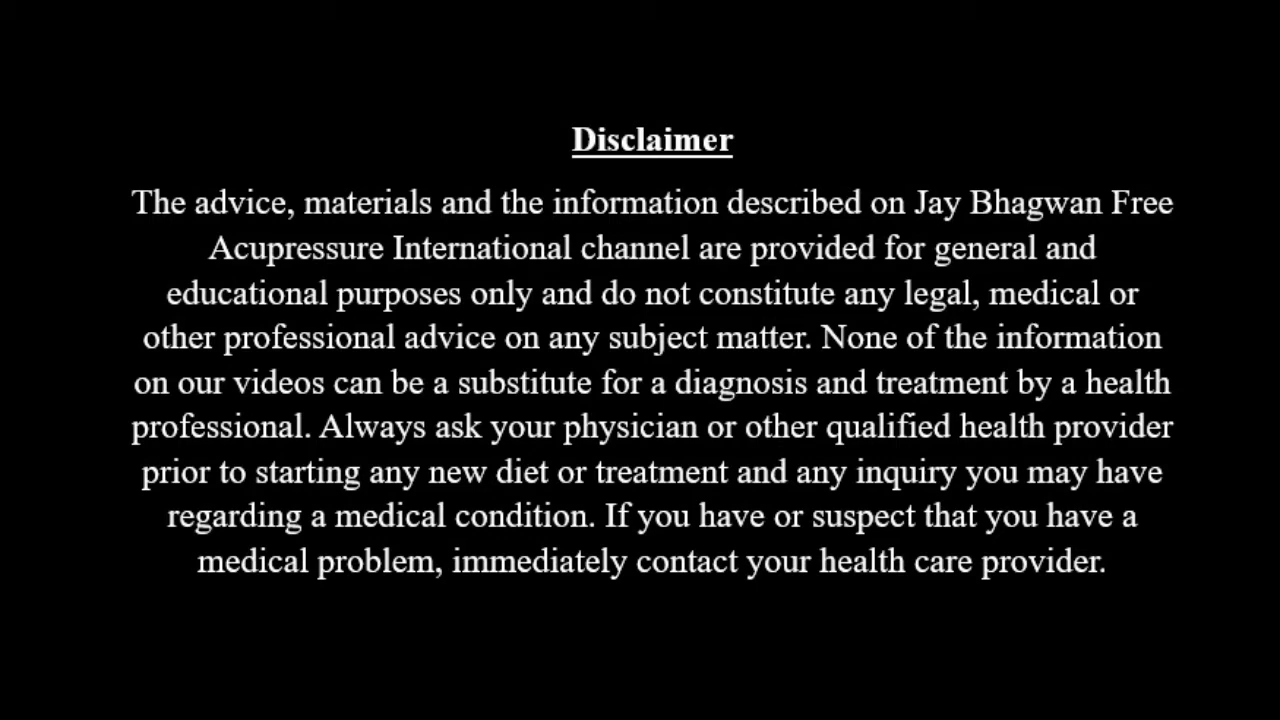 Disclaimer
The advice, materials and the information described on Jay Bhagwan Free
Acupressure International channel are provided for general and
educational purposes only and do not constitute any legal, medical or
other professional advice on any subject matter. None of the information
on our videos can be a substitute for a diagnosis and treatment by a health
professional. Always ask your physician or other qualified health provider
prior to starting any new diet or treatment and any inquiry you may have
regarding a medical condition. If you have or suspect that you have a
medical problem, immediately contact your health care provider.